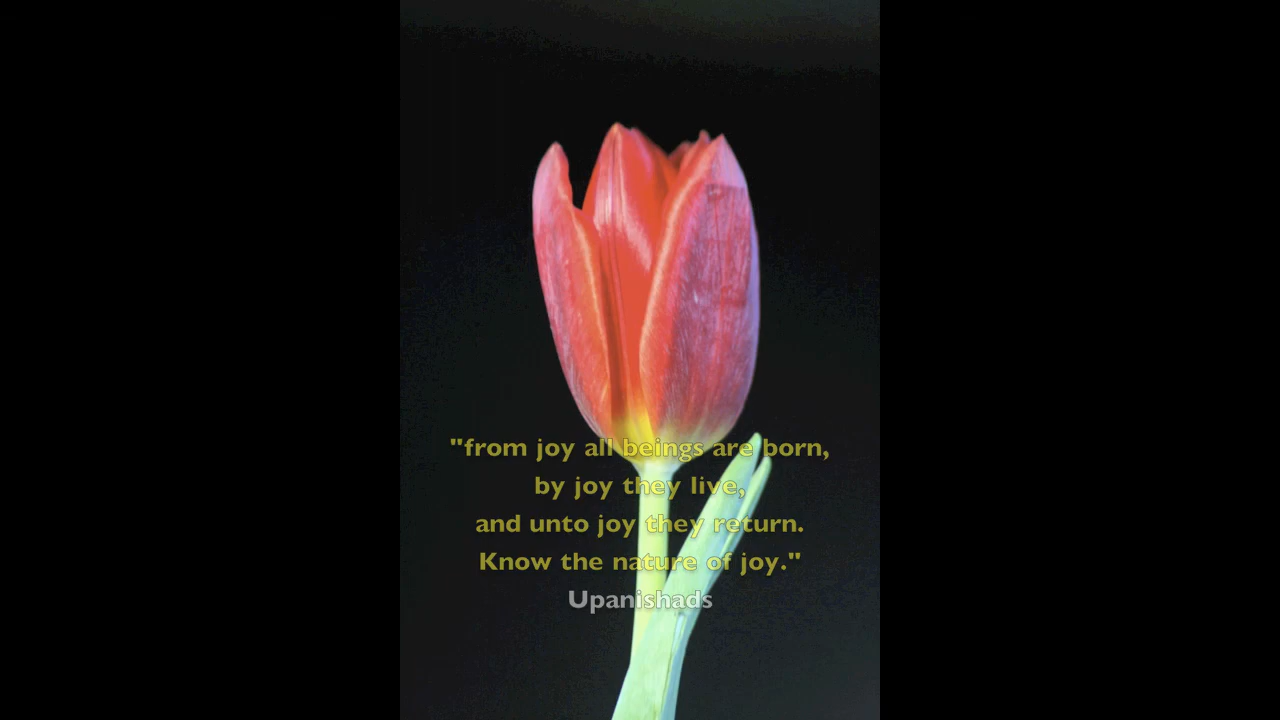 "from joy all beings are born,
by joy they live,
and unto joy they return.
Know the nature of joy."
Upanishads